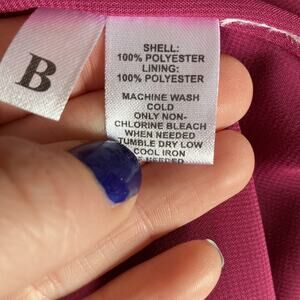 B
SHELL:
100% POLYESTER
LINING:
100% POLYESTER
MACHINE WASH
COLD
ONLY NON-
CHLORINE BLEACH
WHEN NEEDED
TUMBLE DRY LOW
COOL IRON
NEEDED